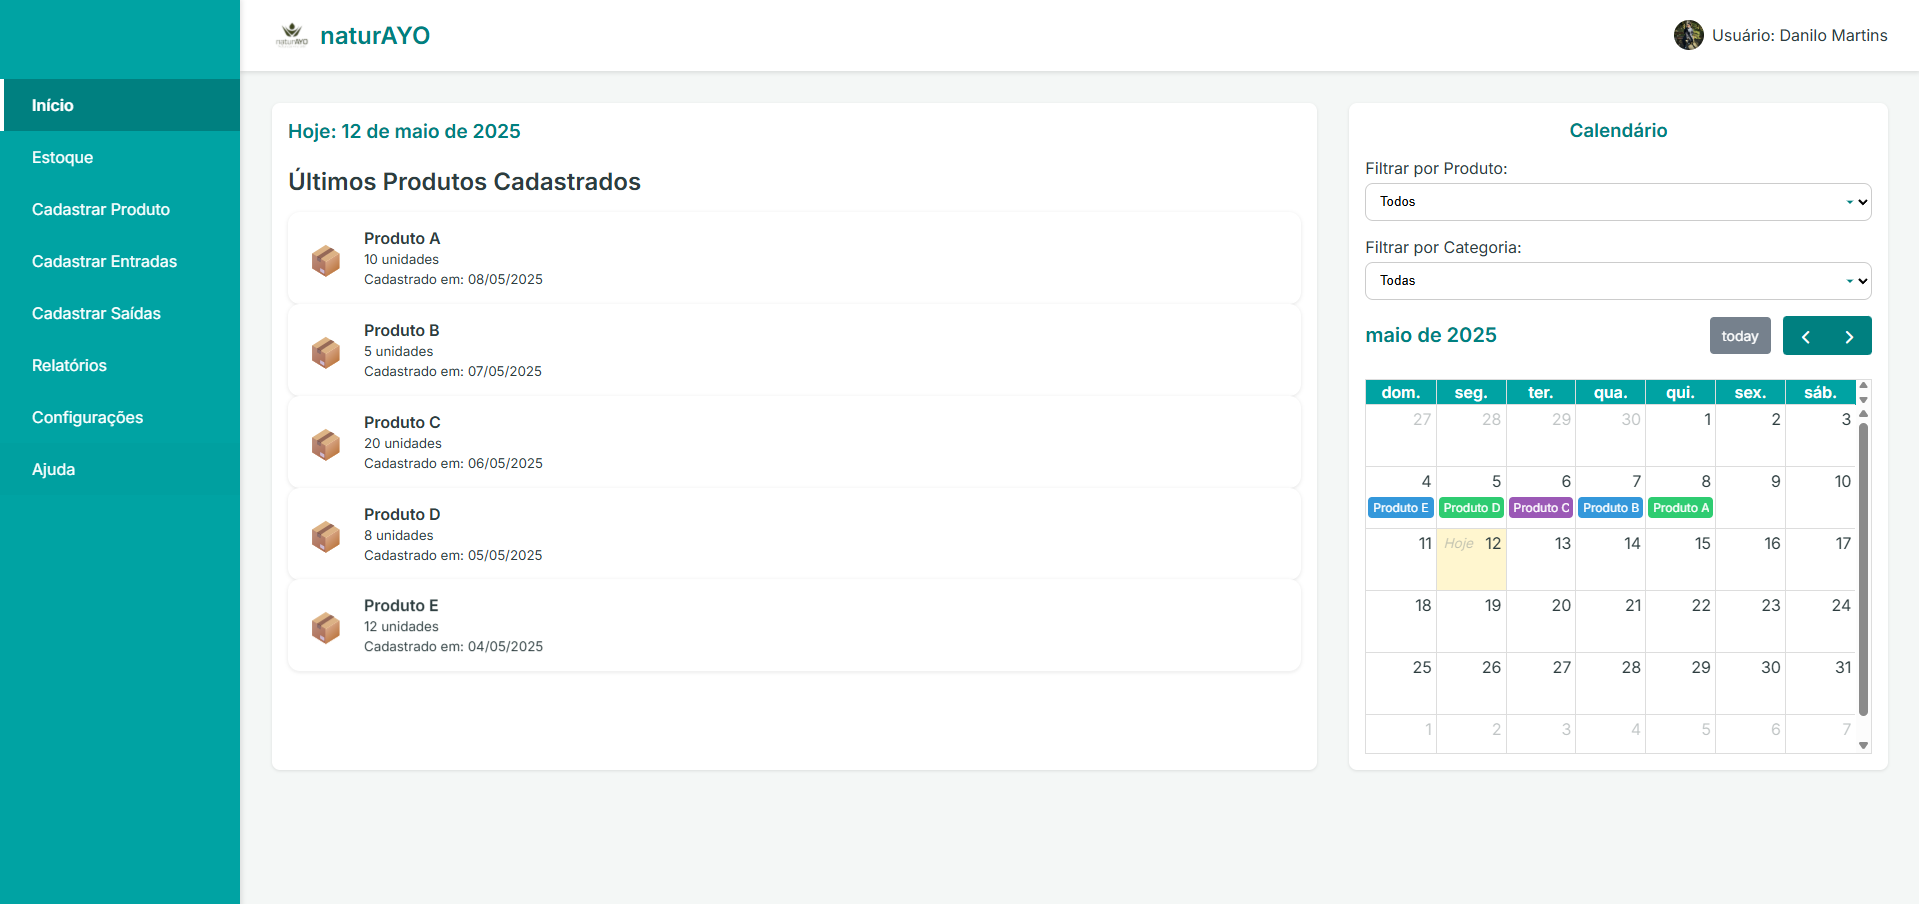 naturAYO
naturAYO
Usuário: Danilo Martins
Início
Estoque
Cadastrar Produto
Cadastrar Entradas
Cadastrar Saídas
Relatórios
Configurações
Ajuda
Hoje: 12 de maio de 2025
Últimos Produtos Cadastrados
Produto A
10 unidades
Cadastrado em: 08/05/2025
Produto B
5 unidades
Cadastrado em: 07/05/2025
Produto C
20 unidades
Cadastrado em: 06/05/2025
Produto D
8 unidades
Cadastrado em: 05/05/2025
Produto E
12 unidades
Cadastrado em: 04/05/2025
Calendário
Filtrar por Produto:
Todos
Filtrar por Categoria:
Todas
maio de 2025
today
dom. seg. ter. qua. qui. sex. sáb.
27 28 29 30 1 2 3
4 5 6 7 8 9 10
Produto E Produto D Produto C Produto B Produto A
11 Hoje 12 13 14 15 16 17
18 19 20 21 22 23 24
25 26 27 28 29 30 31
1 2 3 4 5 6 7